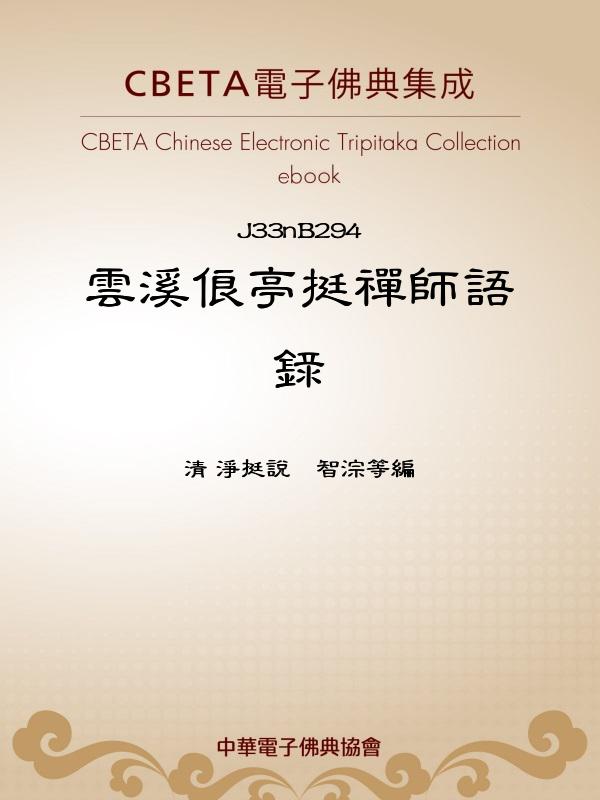 CBETA電子佛典集成
CBETA Chinese Electronic Tripitaka Collection
ebook
J33nB294
雲溪俍亭挺禪師語
錄
清 淨挺說　智淙等編
中華電子佛典協會